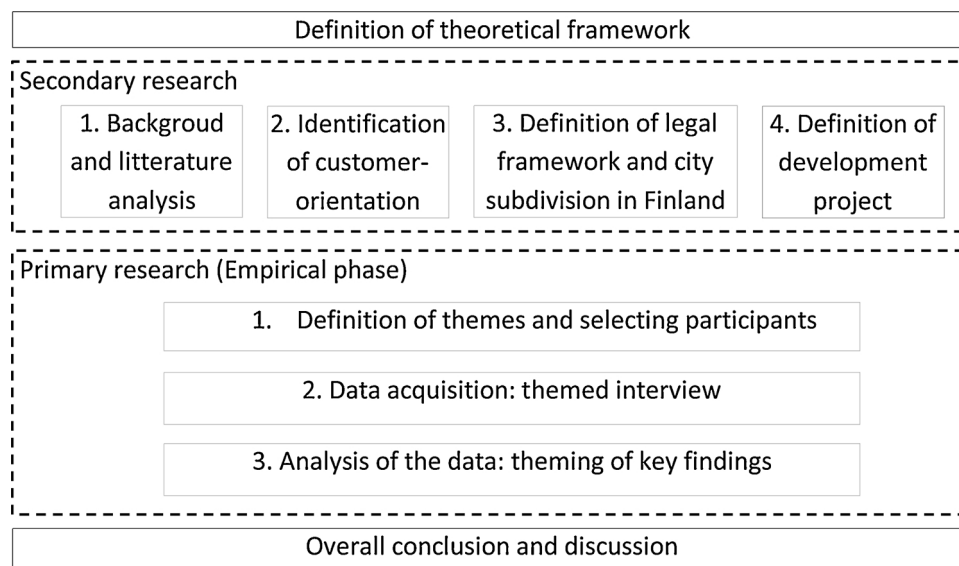 Definition of theoretical framework
Secondary research
1. Backgroud
and litterature
analysis
2. Identification
of customer-
orientation
3. Definition of legal
framework and city
subdivision in Finland
4. Definition of
development
project
Primary research (Empirical phase)
1. Definition of themes and selecting participants
2. Data acquisition: themed interview
3. Analysis of the data: theming of key findings
Overall conclusion and discussion